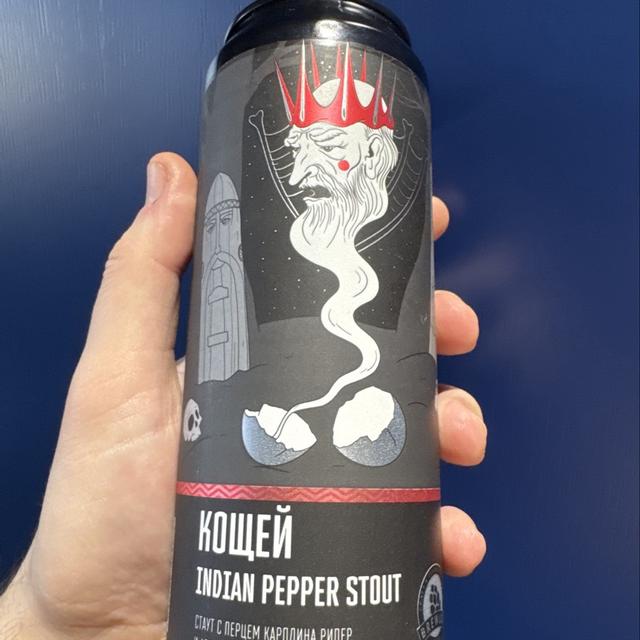 КОЩЕЙ
INDIAN PEPPER STOUT
СТАУТ С ПЕРЦЕМ КАРОЛИНА РИПЕР